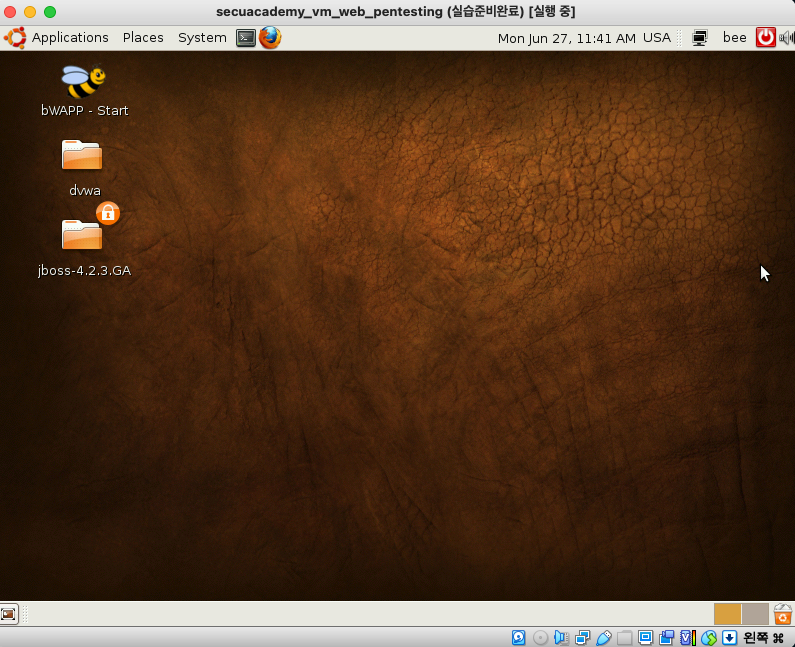 secuacademy_vm_web_pentesting (실습준비완료) [실행 중]
Applications Places System Mon Jun 27, 11:41 AM USA bee
bWAPP - Start
dvwa
jboss-4.2.3.GA
왼쪽 ⌘